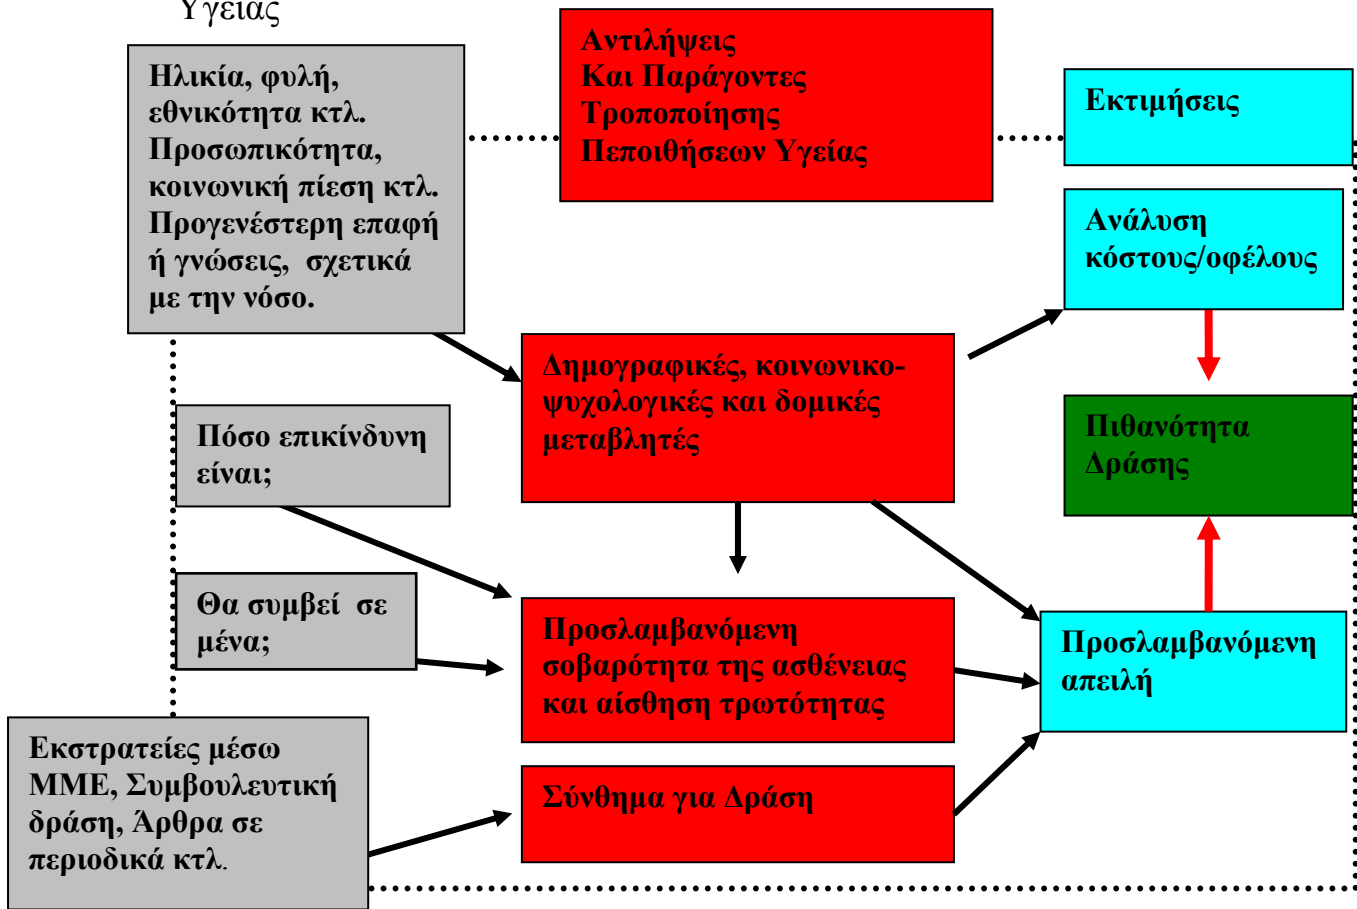 Υγείας
Ηλικία, φυλή,
εθνικότητα κτλ.
Προσωπικότητα,
κοινωνική πίεση κτλ.
Προγενέστερη επαφή
ή γνώσεις, σχετικά
με την νόσο.
Αντιλήψεις
Και Παράγοντες
Τροποποίησης
Πεποιθήσεων Υγείας
Εκτιμήσεις
Ανάλυση
κόστους/οφέλους
Δημογραφικές, κοινωνικο-
ψυχολογικές και δομικές
μεταβλητές
Πιθανότητα
Δράσης
Πόσο επικίνδυνη
είναι;
Θα συμβεί σε
μένα;
Προσλαμβανόμενη
σοβαρότητα της ασθένειας
και αίσθηση τρωτότητας
Προσλαμβανόμενη
απειλή
Εκστρατείες μέσω
ΜΜΕ, Συμβουλευτική
δράση, Άρθρα σε
περιοδικά κτλ.
Σύνθημα για Δράση